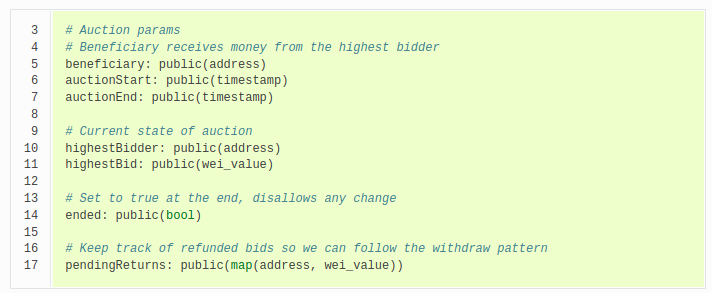 3 # Auction params
4 # Beneficiary receives money from the highest bidder
5 beneficiary: public(address)
6 auctionStart: public(timestamp)
7 auctionEnd: public(timestamp)
8
9 # Current state of auction
10 highestBidder: public(address)
11 highestBid: public(wei_value)
12
13 # Set to true at the end, disallows any change
14 ended: public(bool)
15
16 # Keep track of refunded bids so we can follow the withdraw pattern
17 pendingReturns: public(map(address, wei_value))